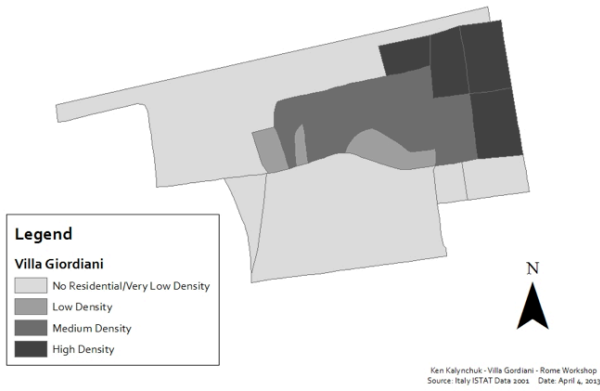 Legend
Villa Giordiani
No Residential/Very Low Density
Low Density
Medium Density
High Density
N
Ken Kalynchuk - Villa Gordiani - Rome Workshop
Source: Italy ISTAT Data 2001 Date: April 4, 2013